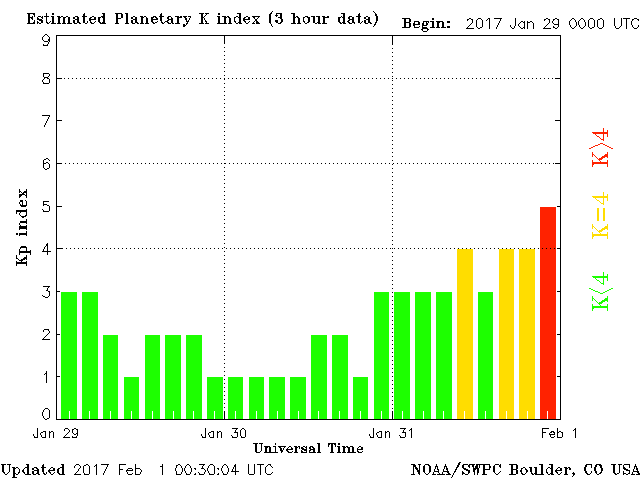 Estimated Planetary K index (3 hour data) Begin: 2017 Jan 29 0000 UTC
9
8
7
6
5
4
3
2
1
0
Kp index
K>4
K=4
K<4
Jan 29 Jan 30 Jan 31 Feb 1
Universal Time
Updated 2017 Feb 1 00:30:04 UTC NOAA/SWPC Boulder, CO USA